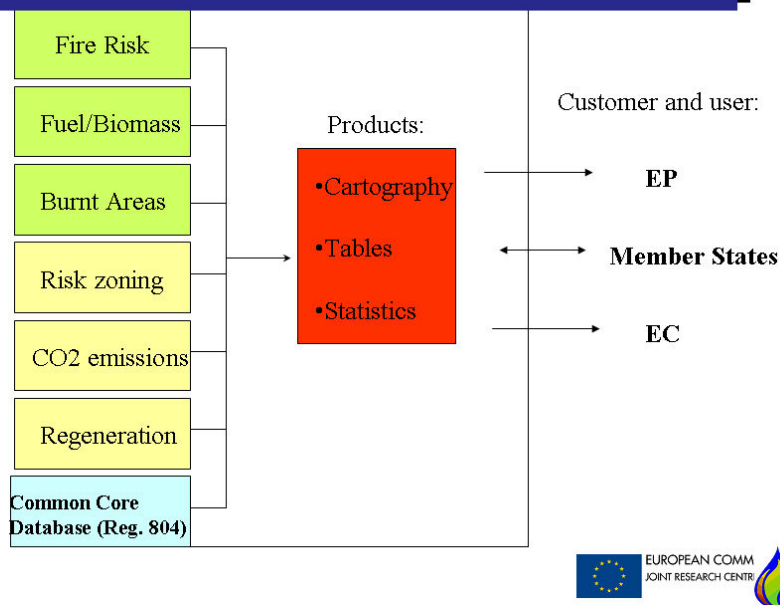 Fire Risk
Fuel/Biomass
Burnt Areas
Risk zoning
CO2 emissions
Regeneration
Common Core
Database (Reg. 804)
Products:
•Cartography
•Tables
•Statistics
Customer and user:
EP
Member States
EC
EUROPEAN COMM
JOINT RESEARCH CENTR